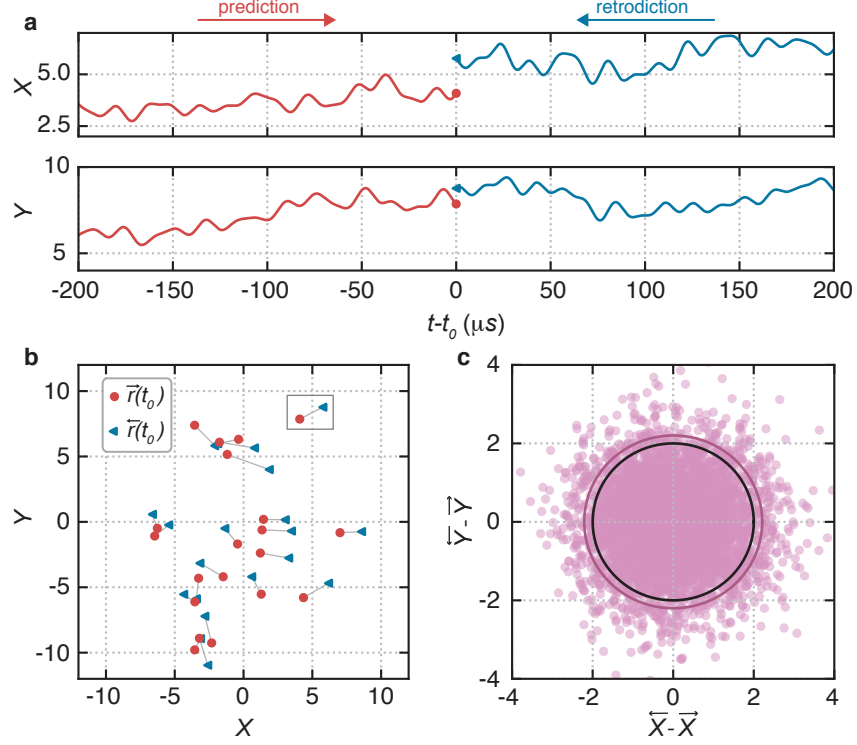 a prediction retrodiction
X
5.0
2.5
Y
10
5
-200 -150 -100 -50 0 50 100 150 200
t-t₀ (μs)
b c
10
5
0
-5
-10
Y
r⃗(t₀)
r⃖(t₀)
-10 -5 0 5 10
X
4
2
0
-2
-4
Y⃖-Y⃗
-4 -2 0 2 4
X⃖-X⃗